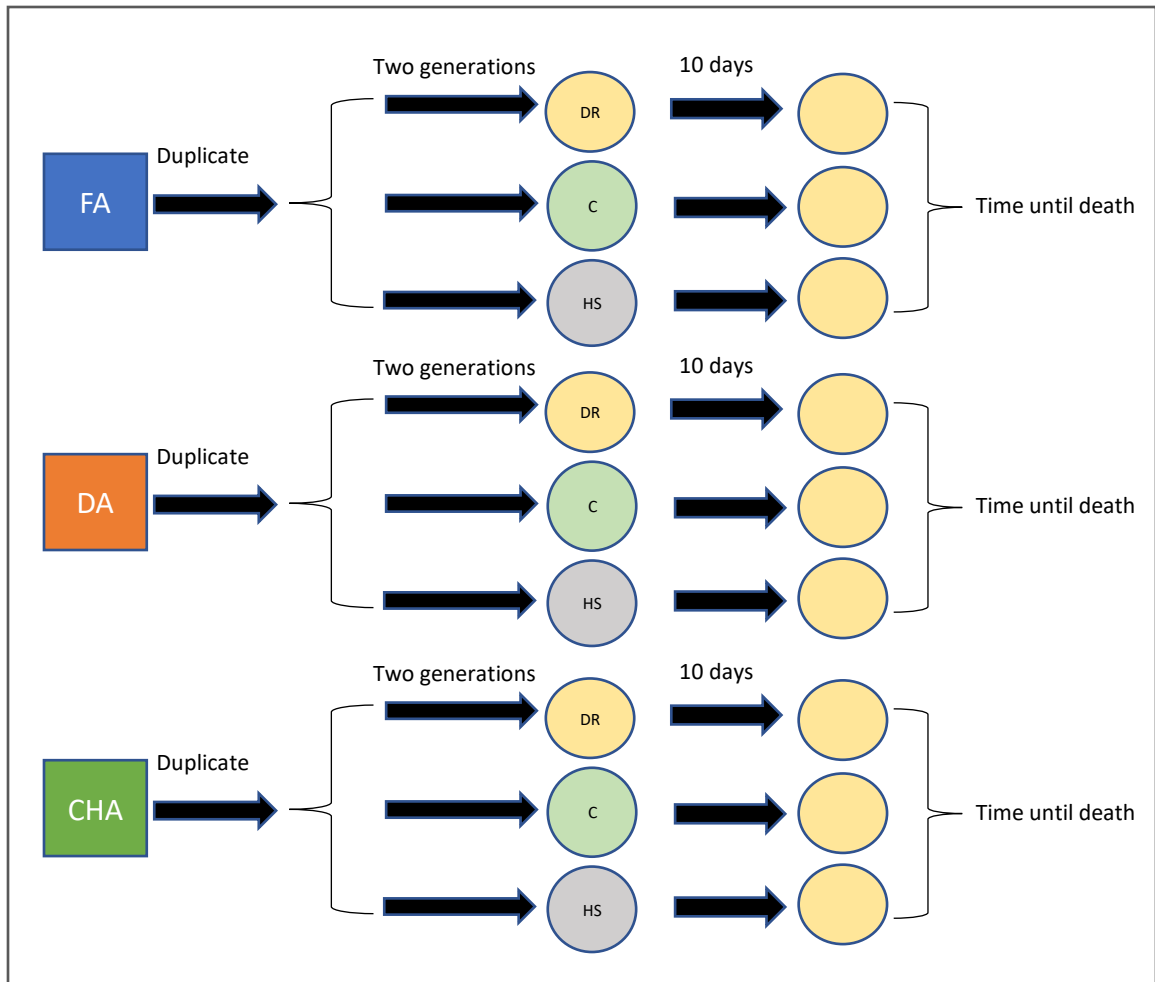 Two generations
10 days
DR
Duplicate
FA
C
Time until death
HS
Two generations
10 days
DR
Duplicate
DA
C
Time until death
HS
Two generations
10 days
DR
Duplicate
CHA
C
Time until death
HS